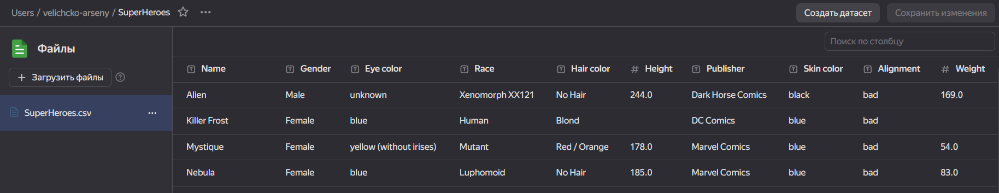 Users / velichcko-arseny / SuperHeroes
Создать датасет
Сохранить изменения
Файлы
Поиск по столбцу
+ Загрузить файлы ?
SuperHeroes.csv ...
Name Gender Eye color Race Hair color # Height Publisher Skin color Alignment # Weight
Alien Male unknown Xenomorph XX121 No Hair 244.0 Dark Horse Comics black bad 169.0
Killer Frost Female blue Human Blond DC Comics blue bad
Mystique Female yellow (without irises) Mutant Red / Orange 178.0 Marvel Comics blue bad 54.0
Nebula Female blue Luphomoid No Hair 185.0 Marvel Comics blue bad 83.0